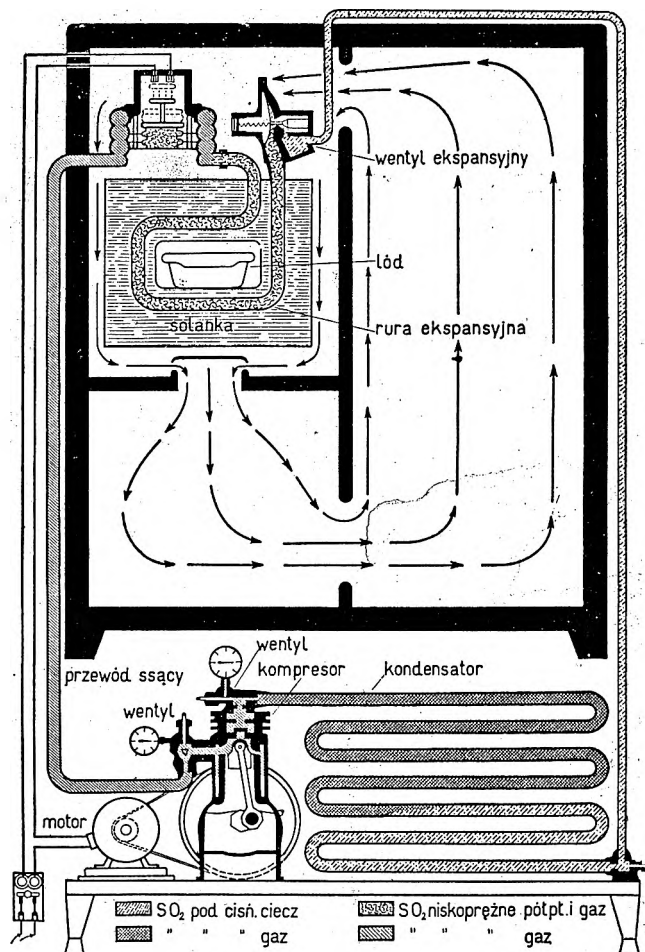 wentyl ekspansyjny
lód
rura ekspansyjna
solanka
wentyl
kompresor
kondensator
przewód ssący
wentyl
motor
SO₂ pod ciśń. ciecz
SO₂ niskoprężne półpł. i gaz
" " " gaz
" " " gaz